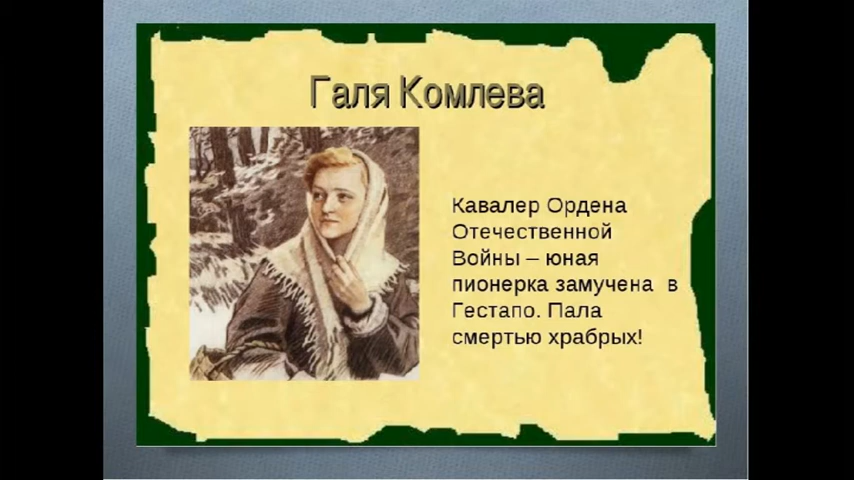 Галя Комлева
Кавалер Ордена
Отечественной
Войны – юная
пионерка замучена  в
Гестапо. Пала
смертью храбрых!